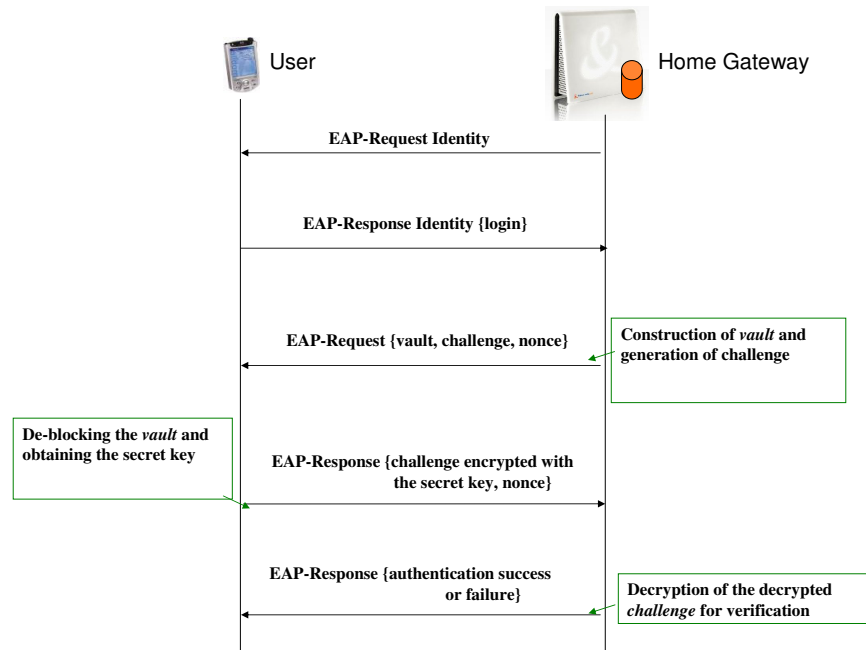 User
Home Gateway
EAP-Request Identity
EAP-Response Identity {login}
EAP-Request {vault, challenge, nonce}
Construction of vault and
generation of challenge
De-blocking the vault and
obtaining the secret key
EAP-Response {challenge encrypted with
the secret key, nonce}
EAP-Response {authentication success
or failure}
Decryption of the decrypted
challenge for verification